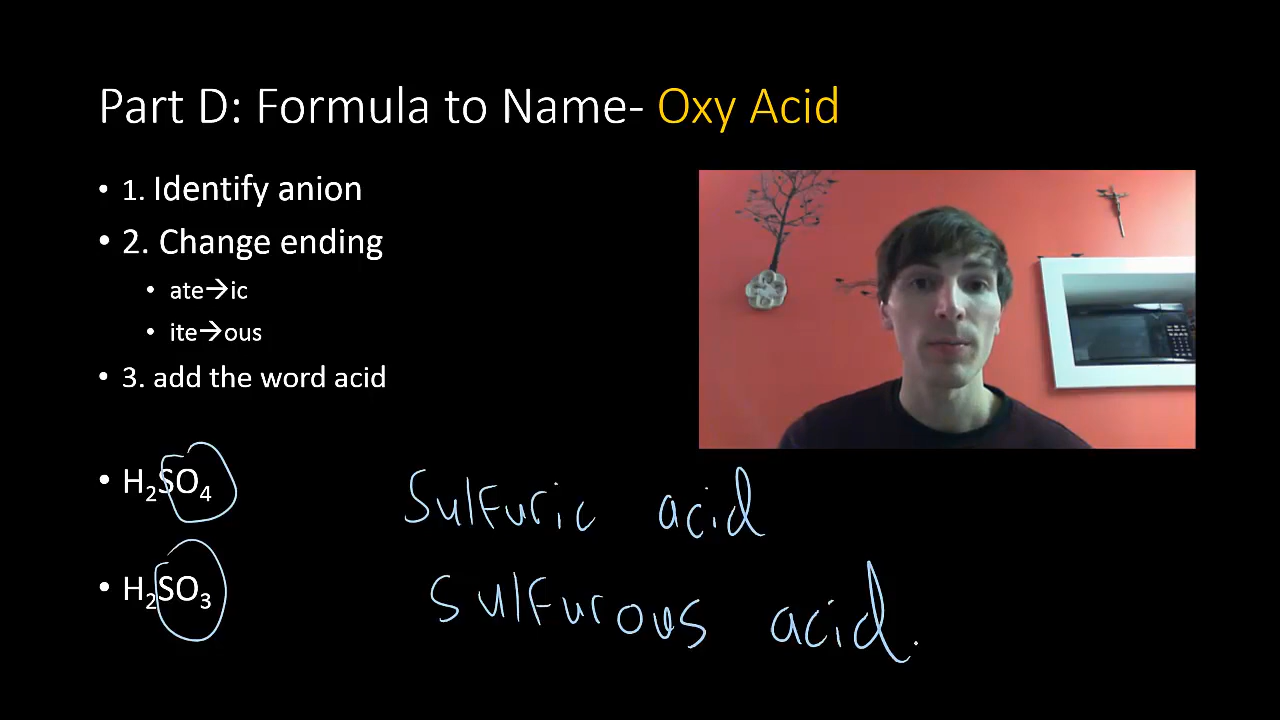 Part D: Formula to Name- Oxy Acid
• 1. Identify anion
• 2. Change ending
• ate→ic
• ite→ous
• 3. add the word acid
• H₂SO₄ Sulfuric acid
• H₂SO₃ Sulfurous acid.